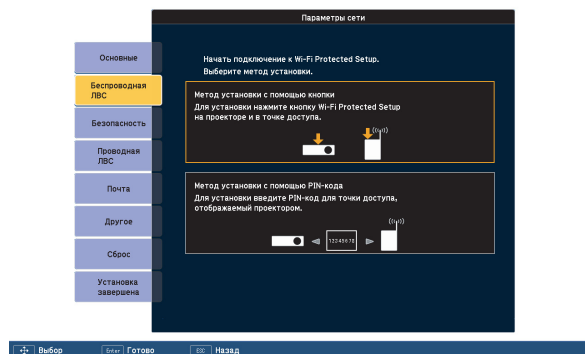 Параметры сети
Основные
Беспроводная
ЛВС
Безопасность
Проводная
ЛВС
Почта
Другое
Сброс
Установка
завершена
Начать подключение к Wi-Fi Protected Setup.
Выберите метод установки.
Метод установки с помощью кнопки
Для установки нажмите кнопку Wi-Fi Protected Setup
на проекторе и в точке доступа.
Метод установки с помощью PIN-кода
Для установки введите PIN-код для точки доступа,
отображаемый проектором.
12345678
Выбор
Enter Готово
ESC Назад